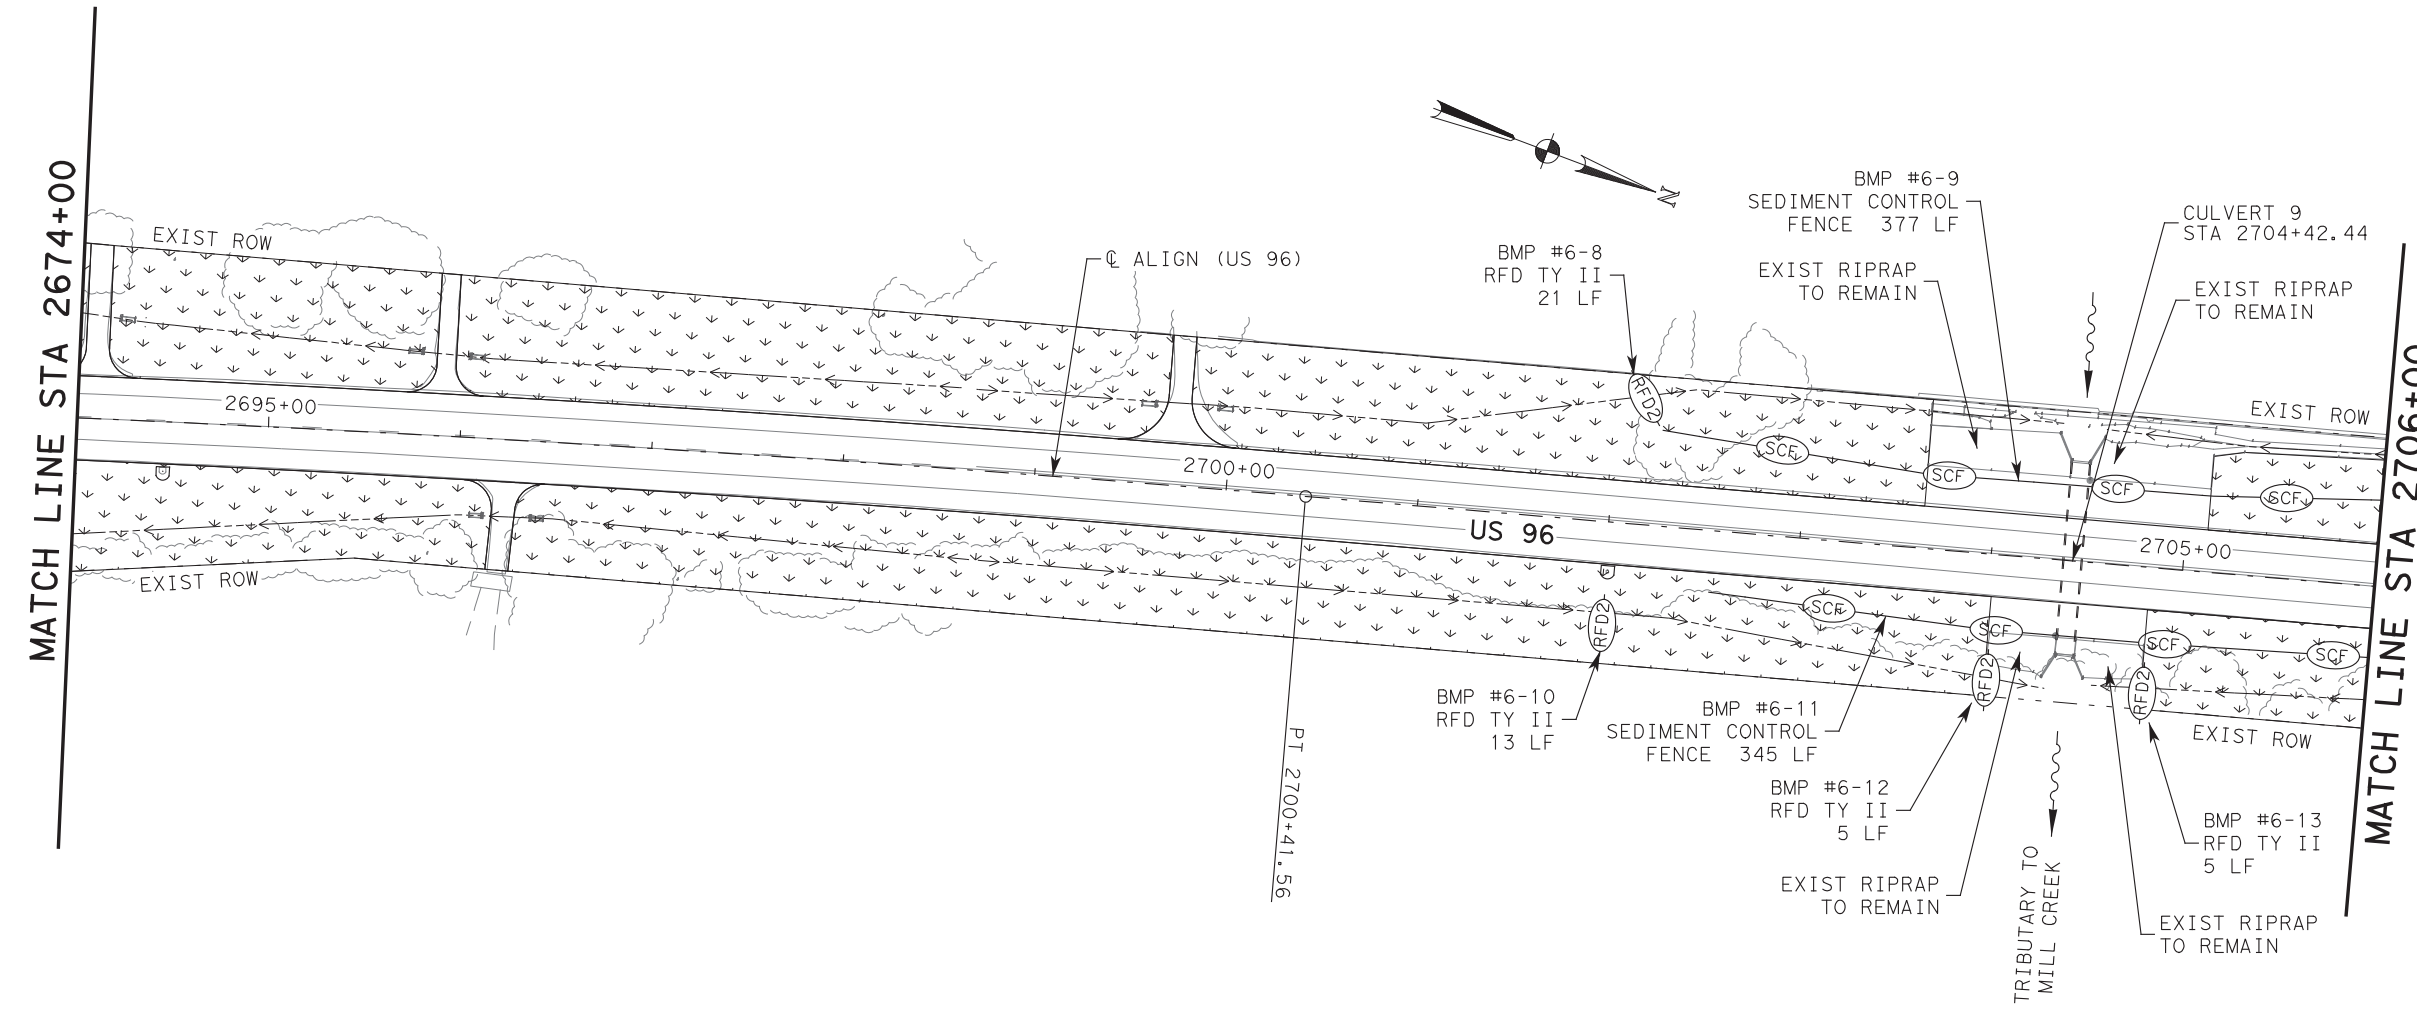 MATCH LINE STA 2674+00
EXIST ROW
2695+00
EXIST ROW
℄ ALIGN (US 96)
2700+00
US 96
PT 2700+41.56
N
BMP #6-8
RFD TY II
21 LF
RFD2
BMP #6-9
SEDIMENT CONTROL
FENCE 377 LF
EXIST RIPRAP
TO REMAIN
CULVERT 9
STA 2704+42.44
EXIST RIPRAP
TO REMAIN
EXIST ROW
SCF
SCF
SCF
SCF
2705+00
SCF
SCF
SCF
SCF
RFD2
RFD2
RFD2
BMP #6-10
RFD TY II
13 LF
BMP #6-11
SEDIMENT CONTROL
FENCE 345 LF
BMP #6-12
RFD TY II
5 LF
EXIST RIPRAP
TO REMAIN
TRIBUTARY TO
MILL CREEK
EXIST ROW
BMP #6-13
RFD TY II
5 LF
EXIST RIPRAP
TO REMAIN
MATCH LINE STA 2706+00